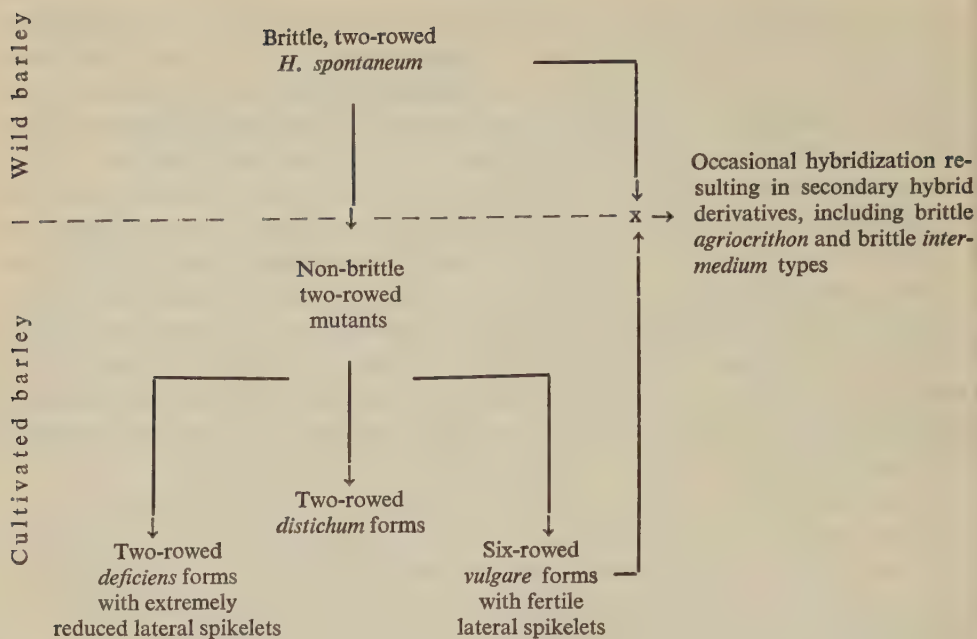 Wild barley
Cultivated barley
Brittle, two-rowed
H. spontaneum
x
Occasional hybridization re-
sulting in secondary hybrid
derivatives, including brittle
agriocrithon and brittle inter-
medium types
Non-brittle
two-rowed
mutants
Two-rowed
deficiens forms
with extremely
reduced lateral spikelets
Two-rowed
distichum forms
Six-rowed
vulgare forms
with fertile
lateral spikelets